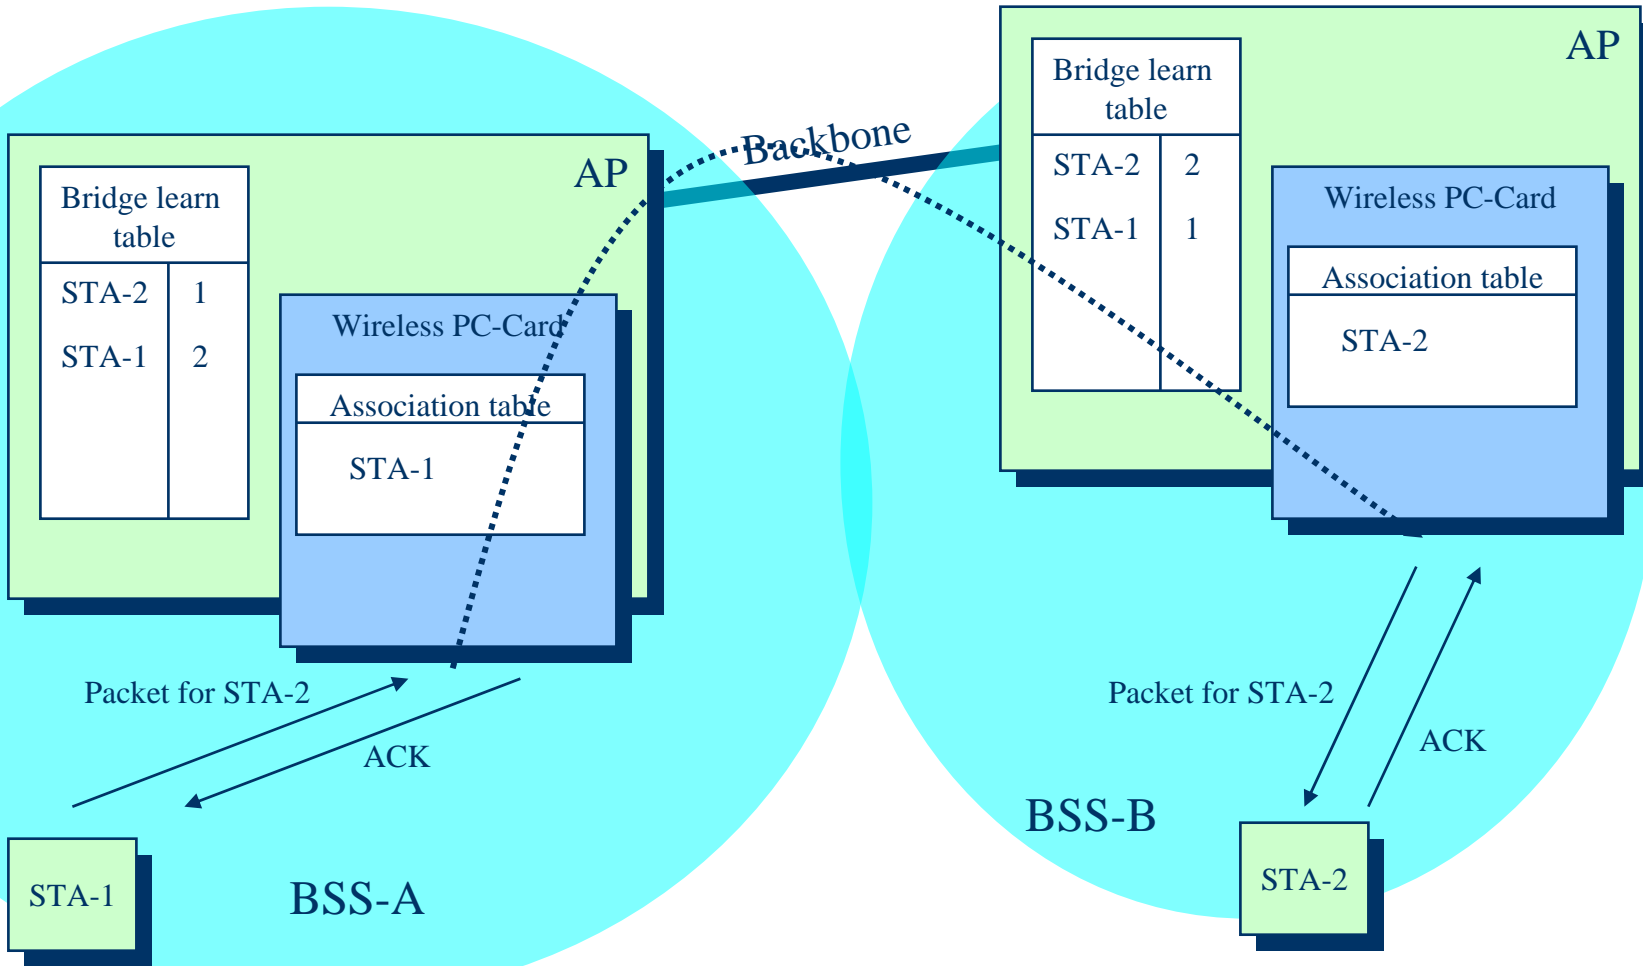 AP
Bridge learn
table
STA-2 1
STA-1 2
Wireless PC-Card
Association table
STA-1
Packet for STA-2
ACK
STA-1
BSS-A
Backbone
AP
Bridge learn
table
STA-2 2
STA-1 1
Wireless PC-Card
Association table
STA-2
Packet for STA-2
ACK
BSS-B
STA-2